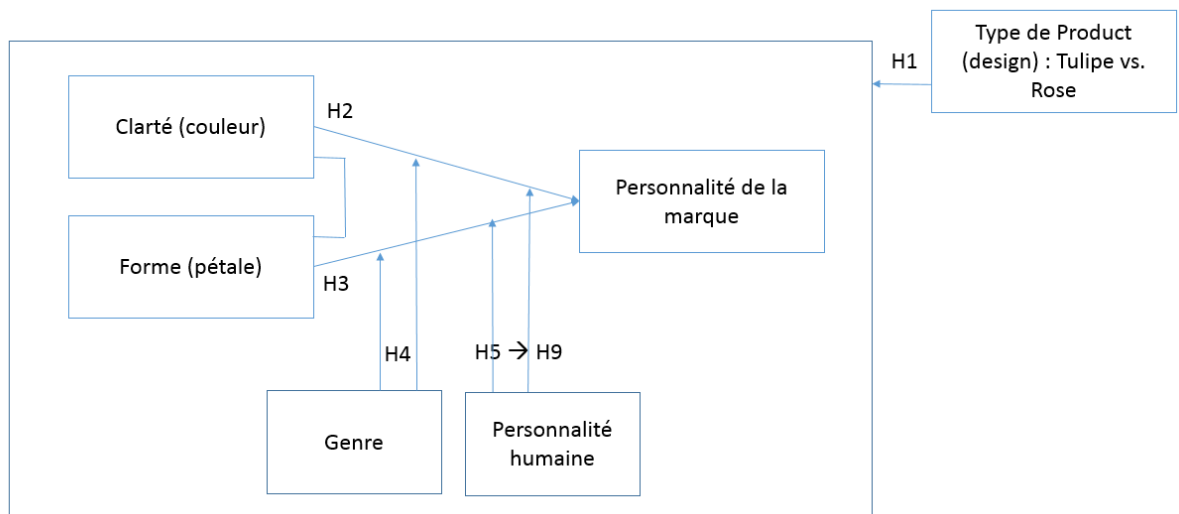 Type de Product
(design) : Tulipe vs.
Rose
H1
Clarté (couleur)
H2
Personnalité de la
marque
Forme (pétale)
H3
H4
H5 → H9
Genre
Personnalité
humaine